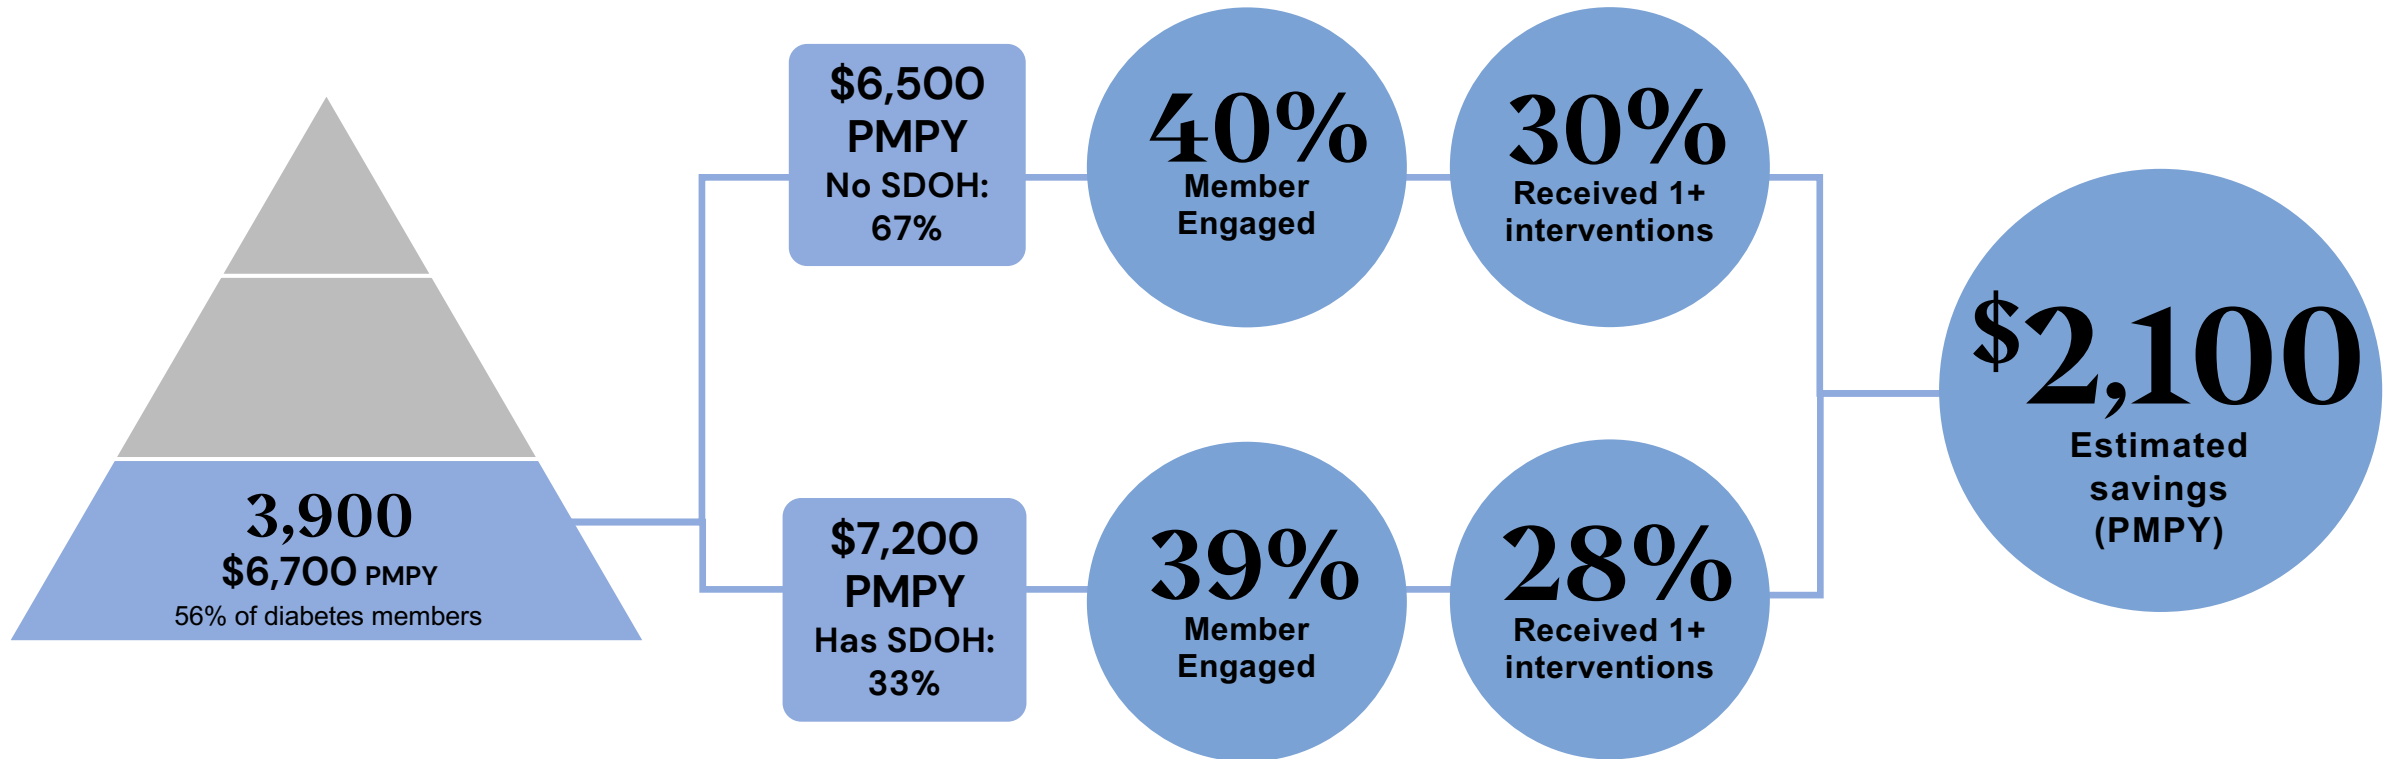 3,900
$6,700 PMPY
56% of diabetes members
$6,500
PMPY
No SDOH:
67%
40%
Member
Engaged
30%
Received 1+
interventions
$7,200
PMPY
Has SDOH:
33%
39%
Member
Engaged
28%
Received 1+
interventions
$2,100
Estimated
savings
(PMPY)